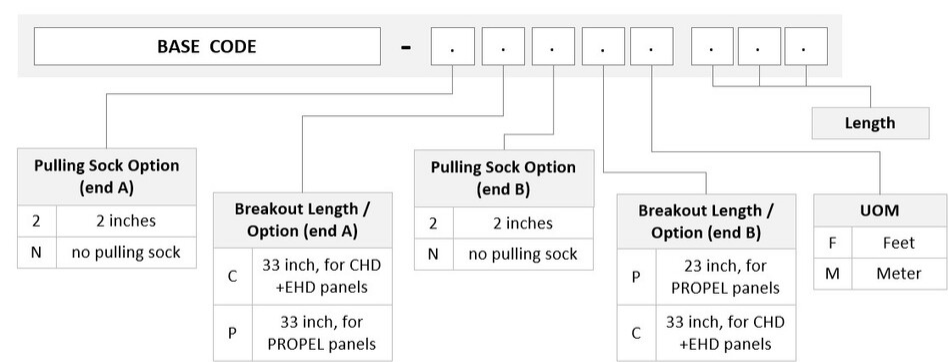 BASE CODE - . . . . . . . .
Length
Pulling Sock Option
(end A)
2 2 inches
N no pulling sock
Breakout Length /
Option (end A)
C 33 inch, for CHD
+EHD panels
P 33 inch, for
PROPEL panels
Pulling Sock Option
(end B)
2 2 inches
N no pulling sock
Breakout Length /
Option (end B)
P 23 inch, for
PROPEL panels
C 33 inch, for CHD
+EHD panels
UOM
F Feet
M Meter